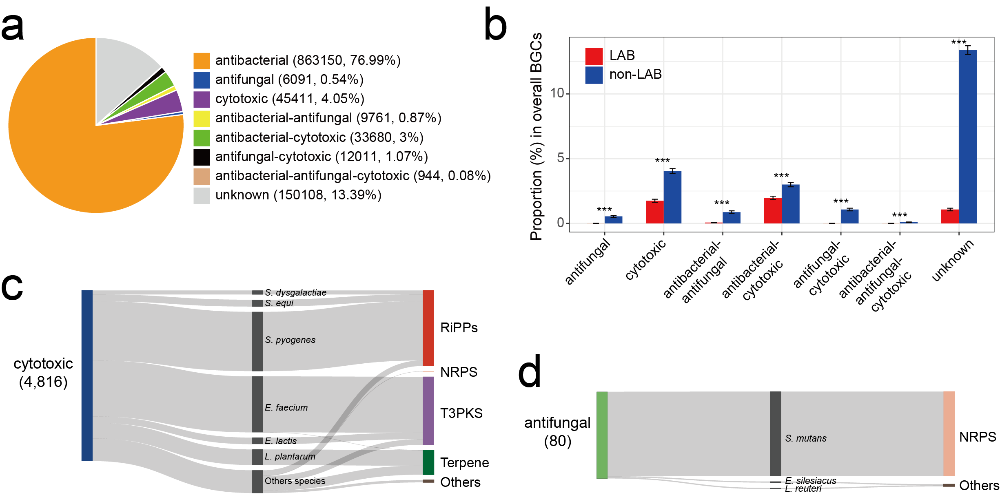 a
antibacterial (863150, 76.99%)
antifungal (6091, 0.54%)
cytotoxic (45411, 4.05%)
antibacterial-antifungal (9761, 0.87%)
antibacterial-cytotoxic (33680, 3%)
antifungal-cytotoxic (12011, 1.07%)
antibacterial-antifungal-cytotoxic (944, 0.08%)
unknown (150108, 13.39%)
b
Proportion (%) in overall BGCs
10
5
0
LAB
non-LAB
***
***
***
***
***
***
***
antifungal
cytotoxic
antibacterial-
antifungal
antibacterial-
cytotoxic
antifungal-
cytotoxic
antibacterial-
antifungal-
cytotoxic
unknown
c
cytotoxic
(4,816)
S. dysgalactiae
S. equi
S. pyogenes
E. faecium
E. lactis
L. plantarum
Others species
RiPPs
NRPS
T3PKS
Terpene
Others
d
antifungal
(80)
S. mutans
E. silesiacus
L. reuteri
NRPS
Others